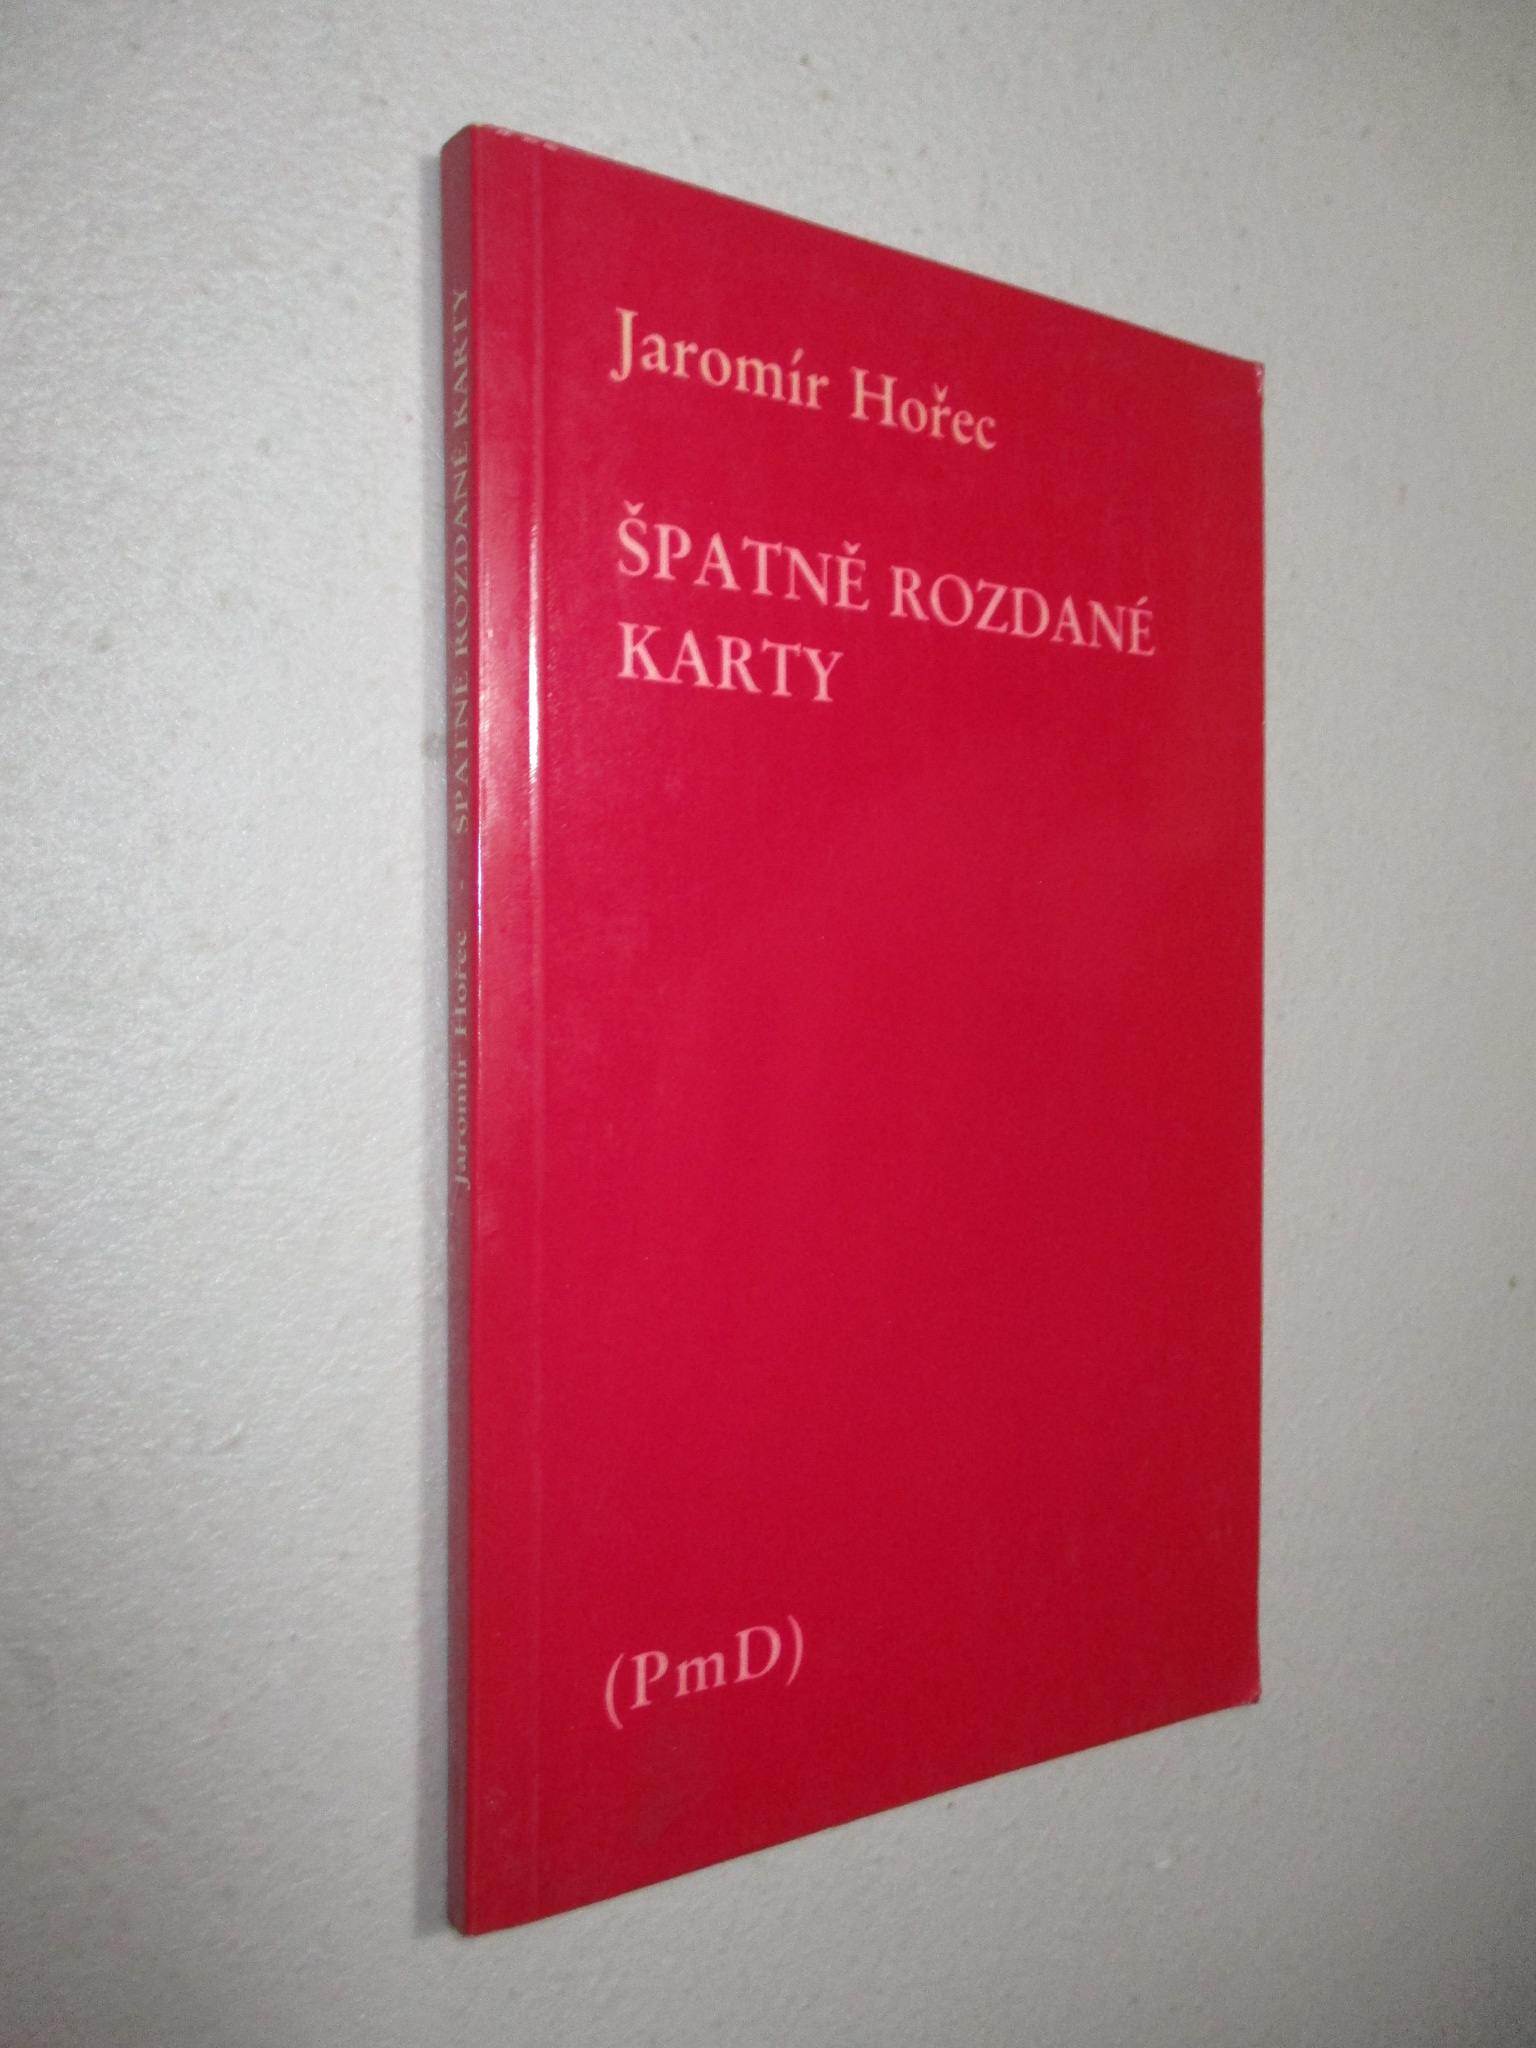 Jaromír Hořec
ŠPATNĚ ROZDANÉ
KARTY
(PmD)
Jaromír Hořec - ŠPATNĚ ROZDANÉ KARTY